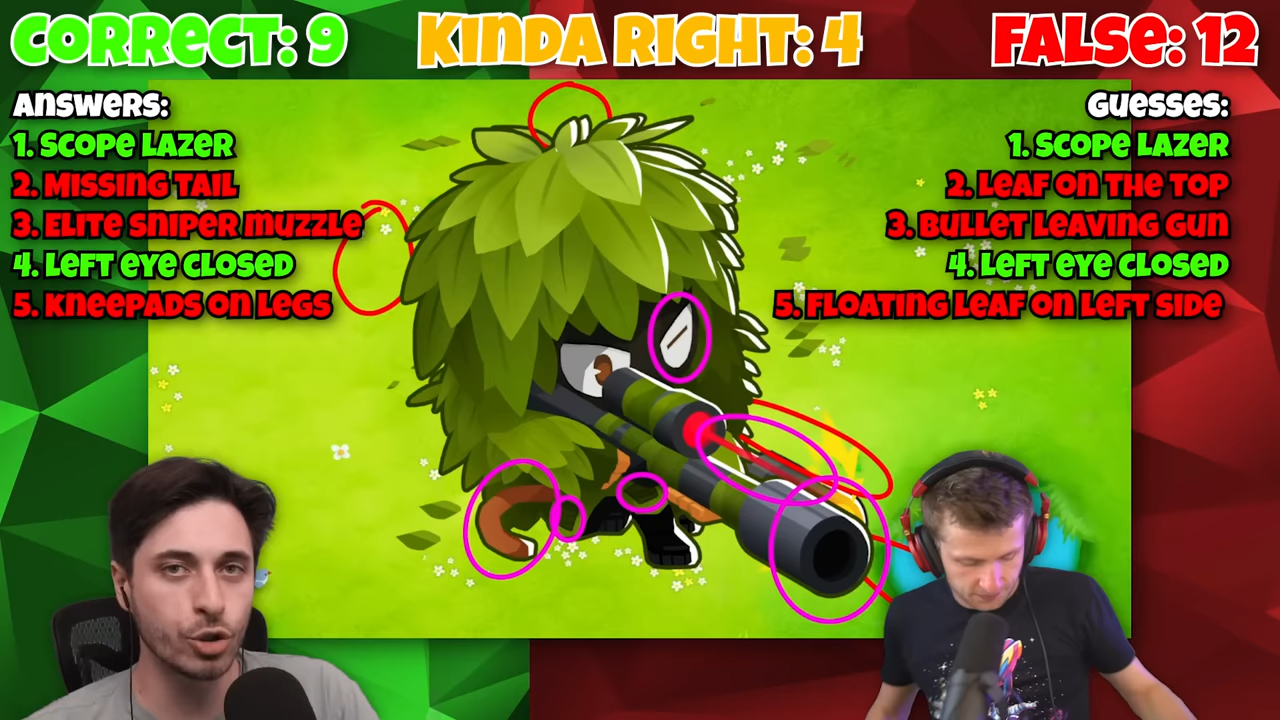 CORRECT: 9
KINDA RIGHT: 4
FALSE: 12
ANSWERS:
1. SCOPE LAZER
2. MISSING TAIL
3. ELITE SNIPER MUZZLE
4. LEFT EYE CLOSED
5. KNEEPADS ON LEGS
GUESSES:
1. SCOPE LAZER
2. LEAF ON THE TOP
3. BULLET LEAVING GUN
4. LEFT EYE CLOSED
5. FLOATING LEAF ON LEFT SIDE